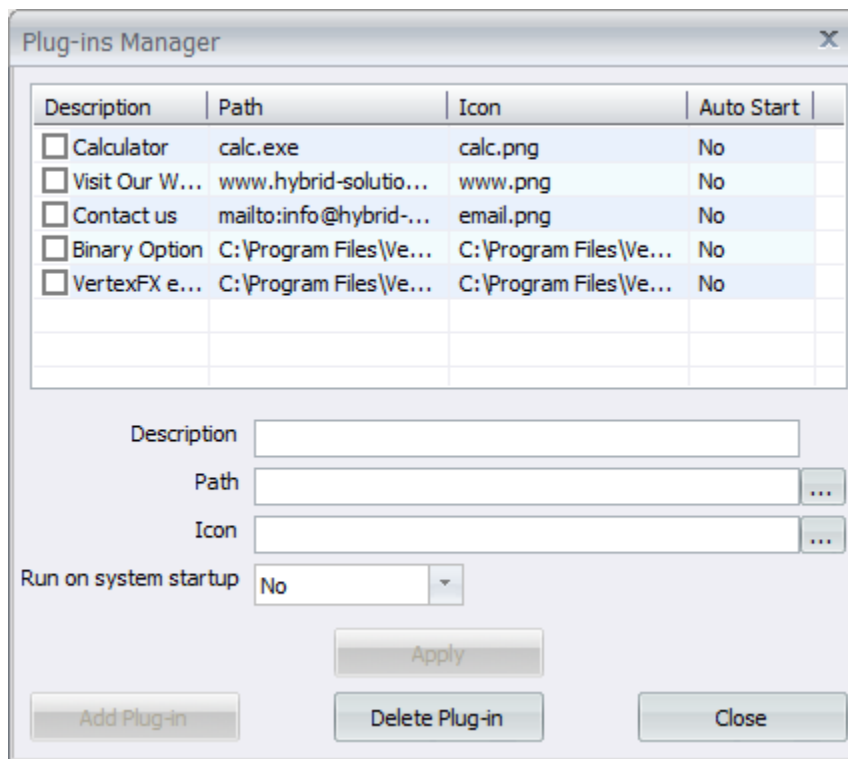 Plug-ins Manager
Description Path Icon Auto Start
Calculator calc.exe calc.png No
Visit Our W... www.hybrid-solutio... www.png No
Contact us mailto:info@hybrid-... email.png No
Binary Option C:\Program Files\Ve... C:\Program Files\Ve... No
VertexFX e... C:\Program Files\Ve... C:\Program Files\Ve... No
Description
Path ...
Icon ...
Run on system startup No
Apply
Add Plug-in Delete Plug-in Close